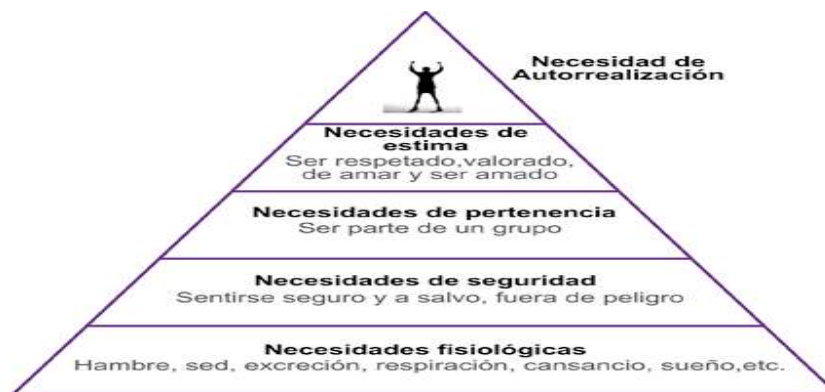 Necesidad de
Autorrealización
Necesidades de
estima
Ser respetado,valorado,
de amar y ser amado
Necesidades de pertenencia
Ser parte de un grupo
Necesidades de seguridad
Sentirse seguro y a salvo, fuera de peligro
Necesidades fisiológicas
Hambre, sed, excreción, respiración, cansancio, sueño,etc.